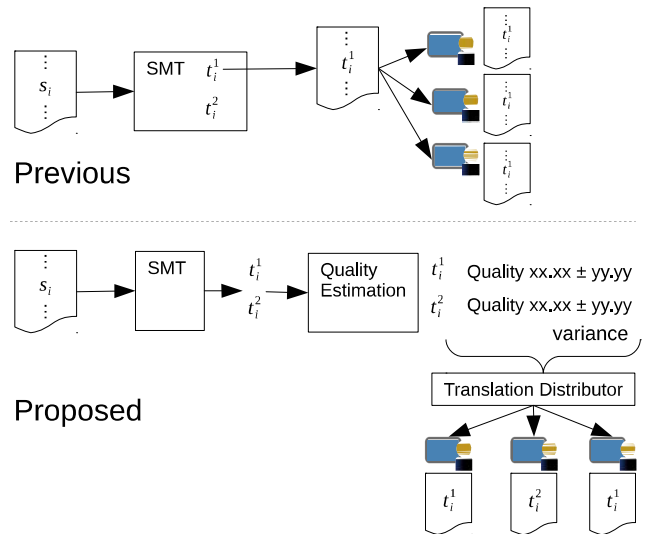 ⋮
s_i
⋮
SMT
t_i^1
t_i^2
⋮
t_i^1
⋮
⋮
t_i^1
⋮
⋮
t_i^1
⋮
⋮
t_i^1
⋮
Previous
⋮
s_i
⋮
SMT
t_i^1
t_i^2
Quality
Estimation
t_i^1 Quality xx.xx ± yy.yy
t_i^2 Quality xx.xx ± yy.yy
variance
Translation Distributor
Proposed
t_i^1
t_i^2
t_i^1